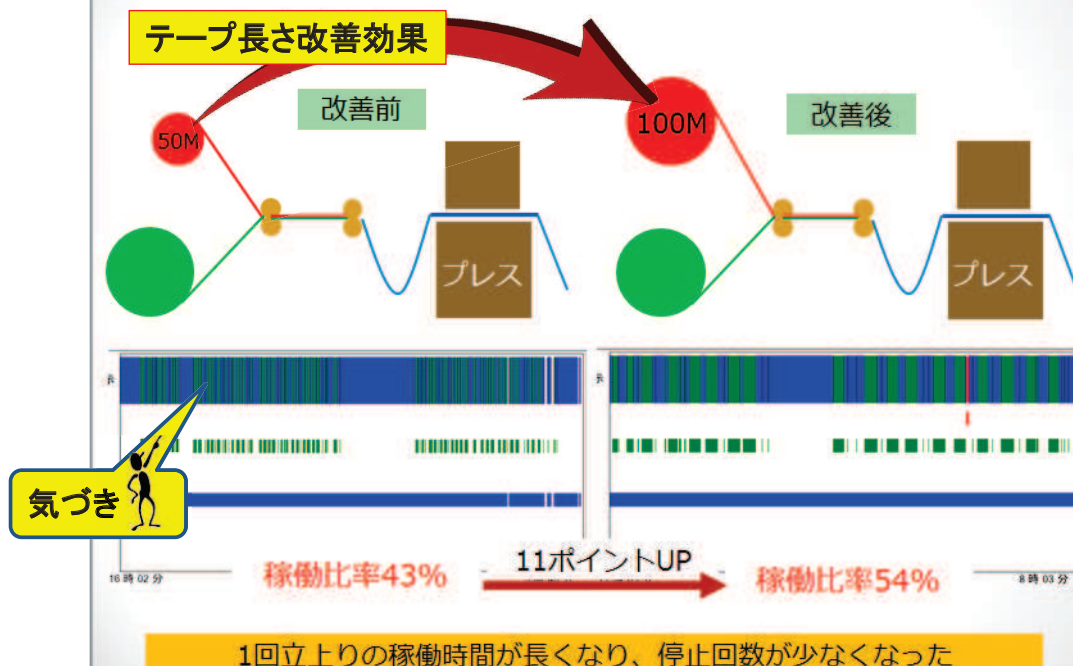 テープ長さ改善効果
改善前
改善後
50M
100M
プレス
プレス
気づき
16時02分
8時03分
稼働比率43%
11ポイントUP
稼働比率54%
1回立上りの稼働時間が長くなり、停止回数が少なくなった